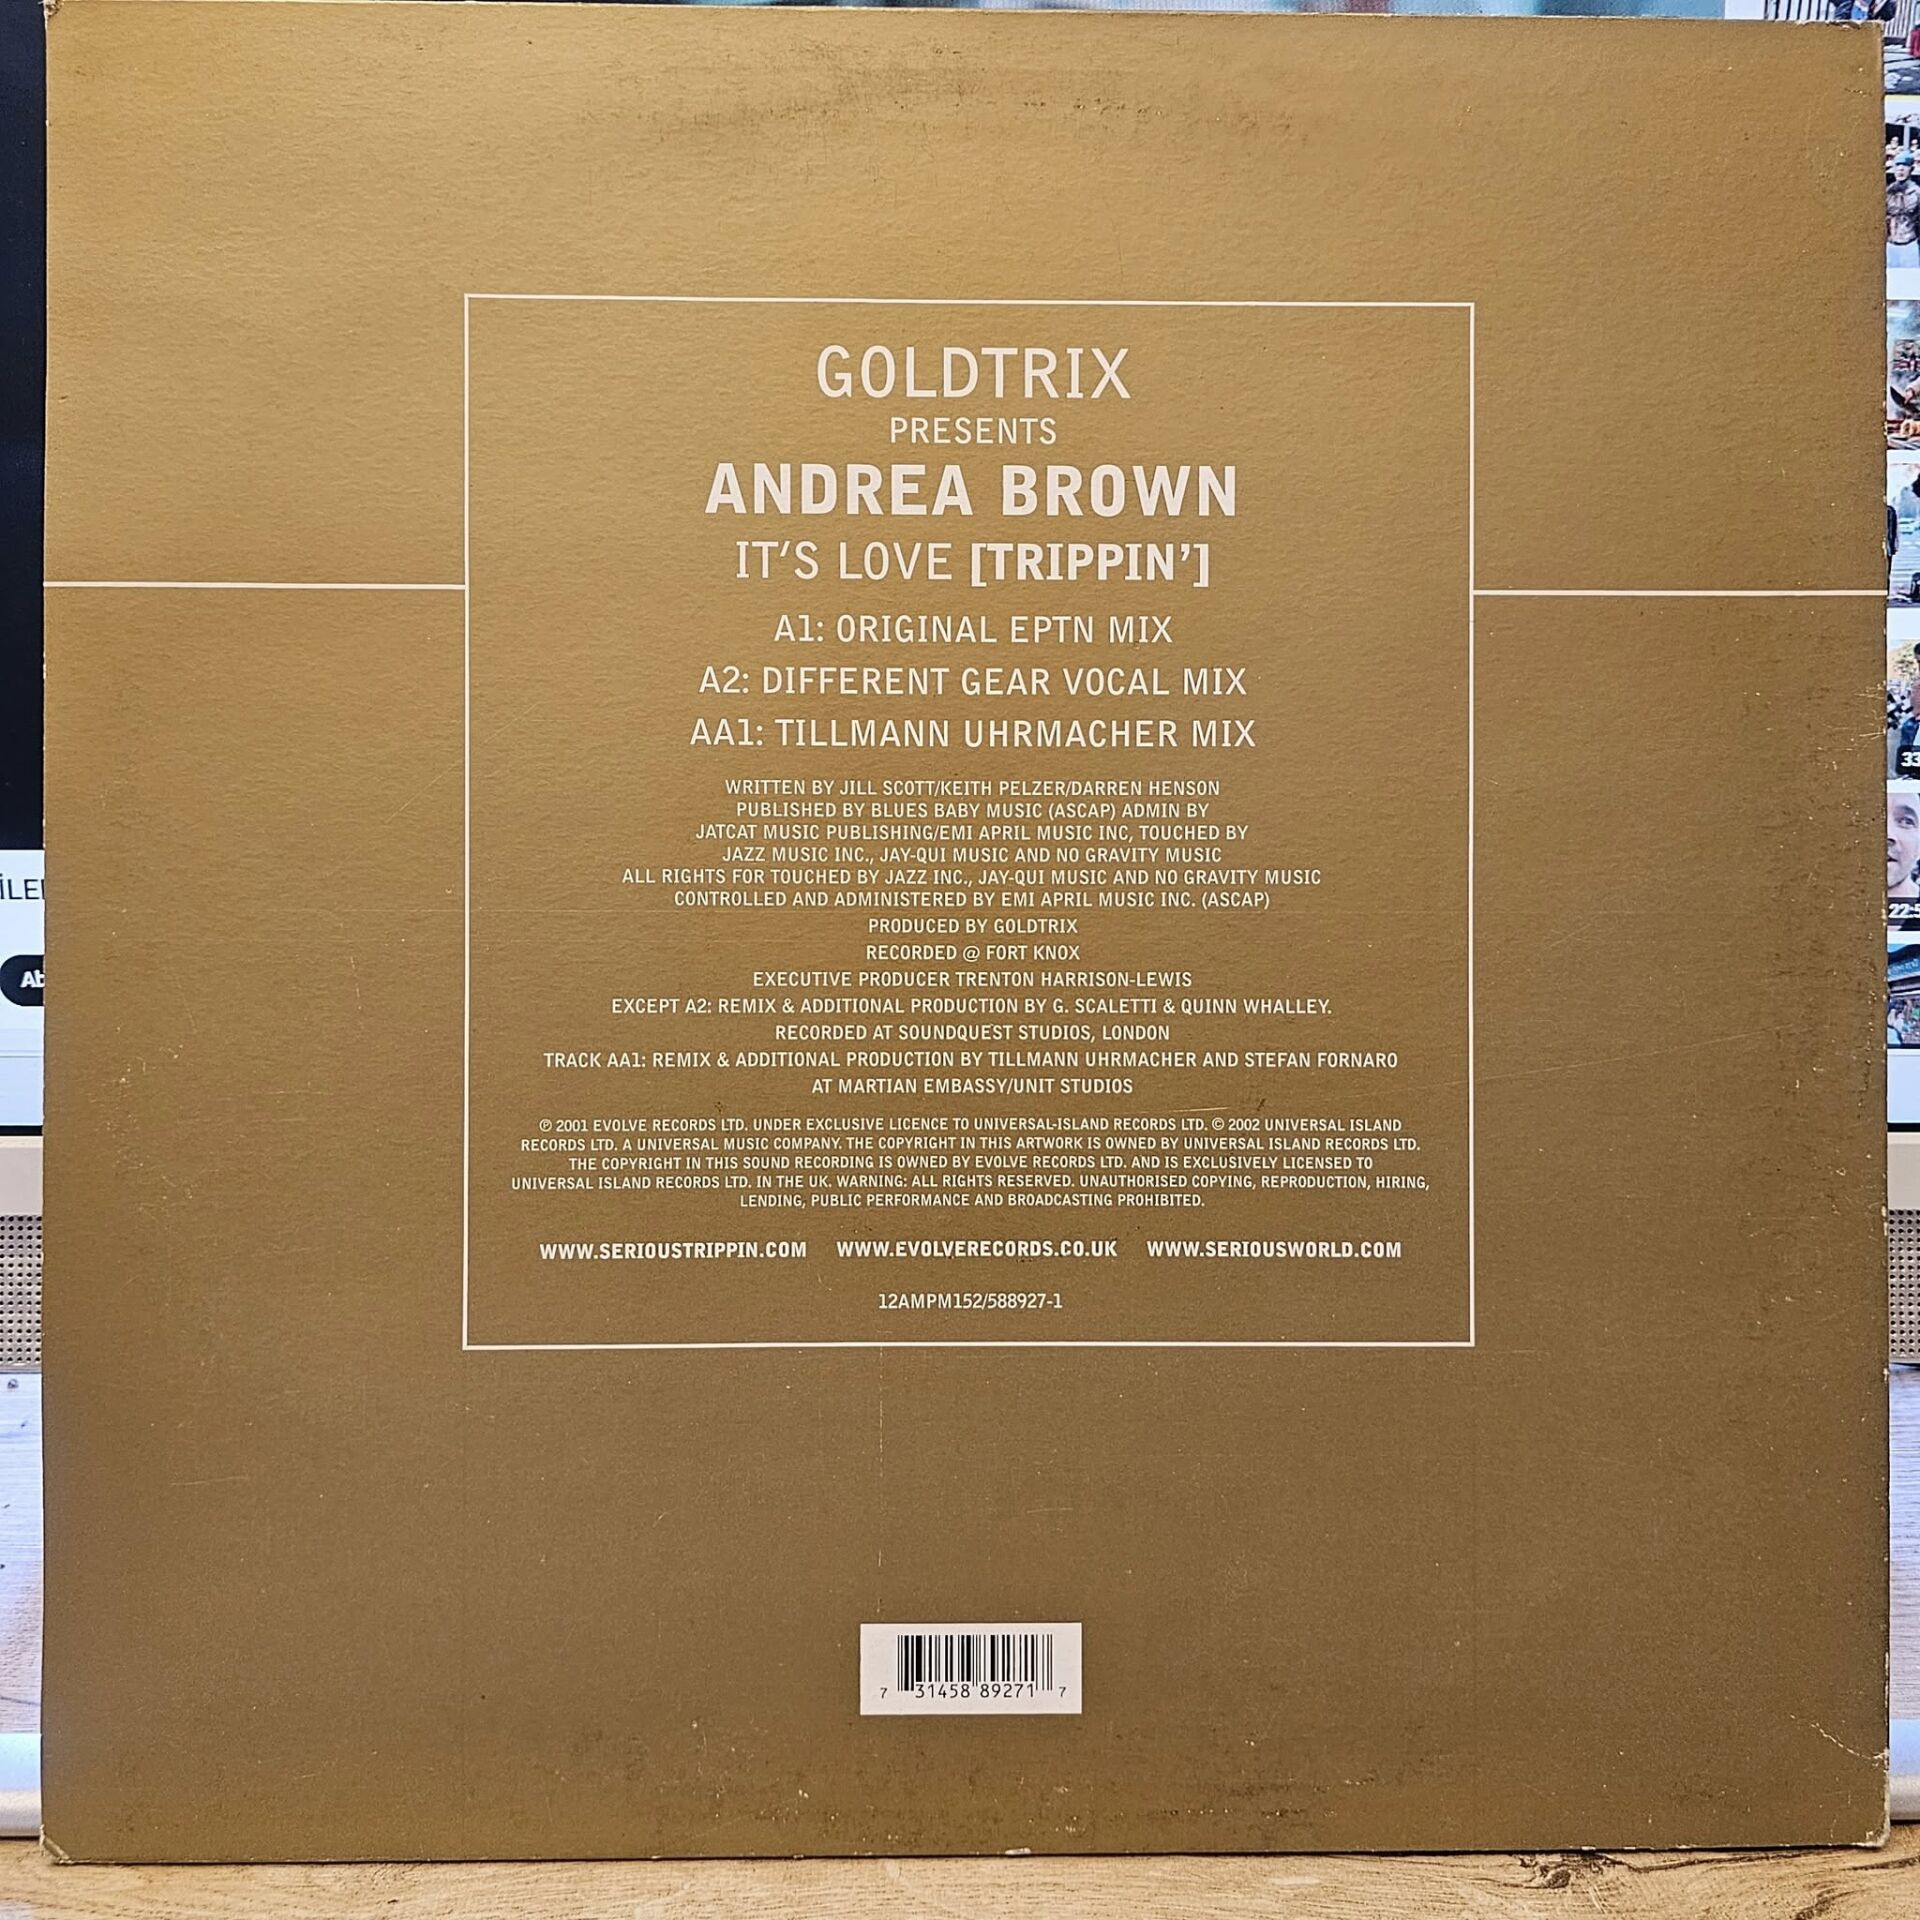 GOLDTRIX
PRESENTS
ANDREA BROWN
IT'S LOVE [TRIPPIN']
A1: ORIGINAL EPTN MIX
A2: DIFFERENT GEAR VOCAL MIX
AA1: TILLMANN UHRMACHER MIX
WRITTEN BY JILL SCOTT/KEITH PELZER/DARREN HENSON
PUBLISHED BY BLUES BABY MUSIC (ASCAP) ADMIN BY
JATCAT MUSIC PUBLISHING/EMI APRIL MUSIC INC, TOUCHED BY
JAZZ MUSIC INC., JAY-QUI MUSIC AND NO GRAVITY MUSIC
ALL RIGHTS FOR TOUCHED BY JAZZ INC., JAY-QUI MUSIC AND NO GRAVITY MUSIC
CONTROLLED AND ADMINISTERED BY EMI APRIL MUSIC INC. (ASCAP)
PRODUCED BY GOLDTRIX
RECORDED @ FORT KNOX
EXECUTIVE PRODUCER TRENTON HARRISON-LEWIS
EXCEPT A2: REMIX & ADDITIONAL PRODUCTION BY G. SCALETTI & QUINN WHALLEY.
RECORDED AT SOUNDQUEST STUDIOS, LONDON
TRACK AA1: REMIX & ADDITIONAL PRODUCTION BY TILLMANN UHRMACHER AND STEFAN FORNARO
AT MARTIAN EMBASSY/UNIT STUDIOS
℗ 2001 EVOLVE RECORDS LTD. UNDER EXCLUSIVE LICENCE TO UNIVERSAL-ISLAND RECORDS LTD. © 2002 UNIVERSAL ISLAND
RECORDS LTD. A UNIVERSAL MUSIC COMPANY. THE COPYRIGHT IN THIS ARTWORK IS OWNED BY UNIVERSAL ISLAND RECORDS LTD.
THE COPYRIGHT IN THIS SOUND RECORDING IS OWNED BY EVOLVE RECORDS LTD. AND IS EXCLUSIVELY LICENSED TO
UNIVERSAL ISLAND RECORDS LTD. IN THE UK. WARNING: ALL RIGHTS RESERVED. UNAUTHORISED COPYING, REPRODUCTION, HIRING,
LENDING, PUBLIC PERFORMANCE AND BROADCASTING PROHIBITED.
WWW.SERIOUSTRIPPIN.COM WWW.EVOLVERECORDS.CO.UK WWW.SERIOUSWORLD.COM
12AMPM152/588927-1
7 31458 89271 7